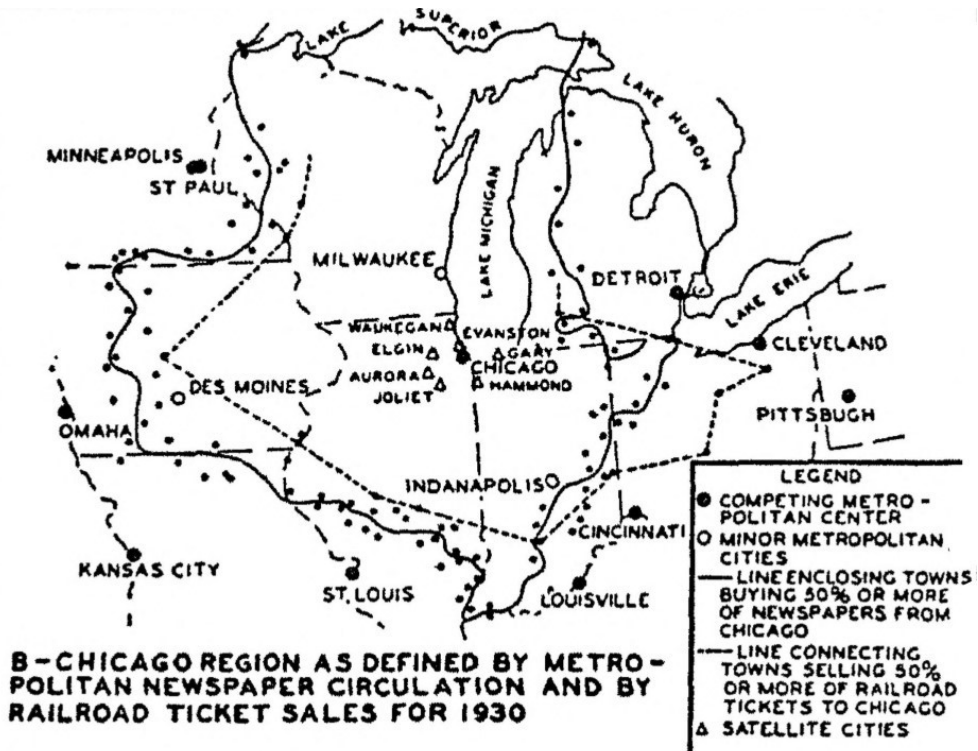 LAKE SUPERIOR
LAKE HURON
MINNEAPOLIS
ST PAUL
LAKE MICHIGAN
MILWAUKEE
DETROIT
LAKE ERIE
WAUKEGAN
EVANSTON
ELGIN
GARY
CHICAGO
CLEVELAND
AURORA
HAMMOND
JOLIET
DES MOINES
PITTSBUGH
OMAHA
INDANAPOLIS
CINCINNATI
KANSAS CITY
ST. LOUIS
LOUISVILLE
LEGEND
COMPETING METRO-
POLITAN CENTER
MINOR METROPOLITAN
CITIES
LINE ENCLOSING TOWNS
BUYING 50% OR MORE
OF NEWSPAPERS FROM
CHICAGO
LINE CONNECTING
TOWNS SELLING 50%
OR MORE OF RAILROAD
TICKETS TO CHICAGO
SATELLITE CITIES
B-CHICAGO REGION AS DEFINED BY METRO-
POLITAN NEWSPAPER CIRCULATION AND BY
RAILROAD TICKET SALES FOR 1930